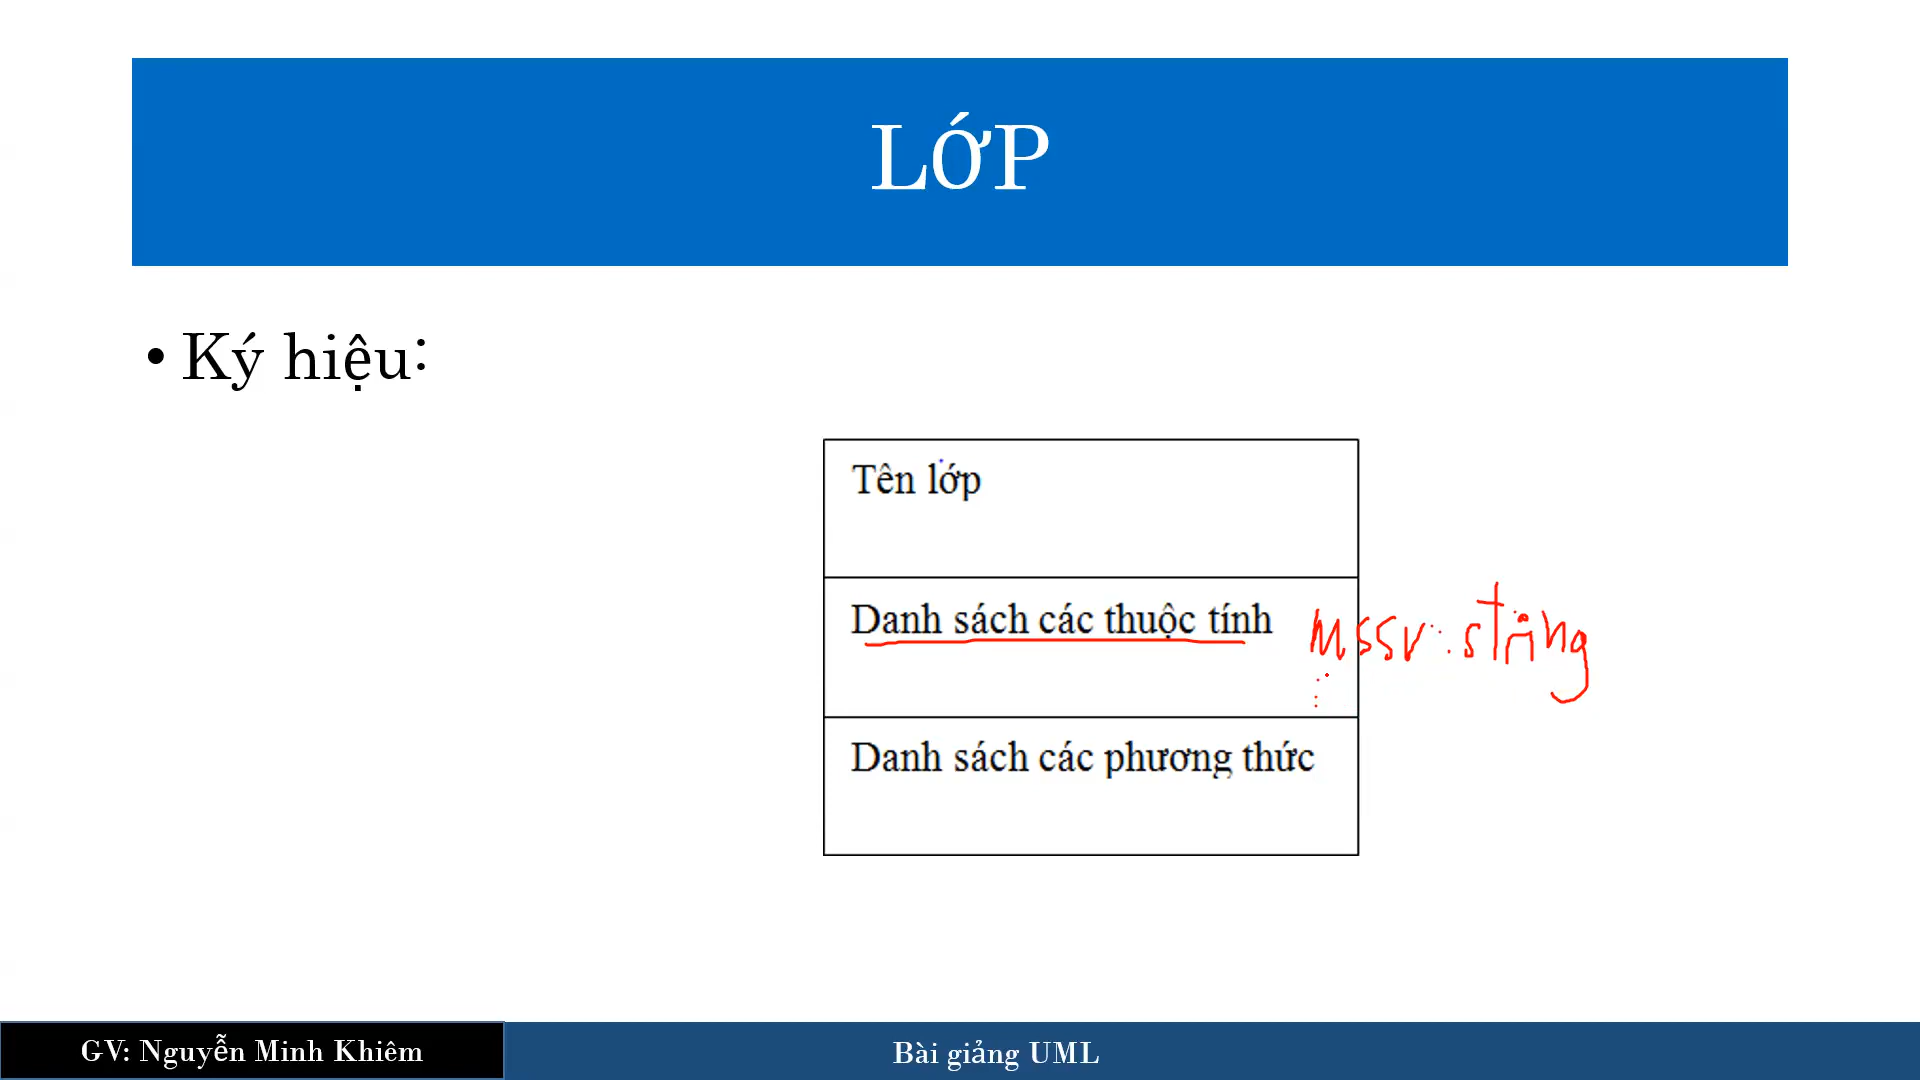 LỚP
• Ký hiệu:
Tên lớp
Danh sách các thuộc tính
mssv: string
Danh sách các phương thức
GV: Nguyễn Minh Khiêm
Bài giảng UML